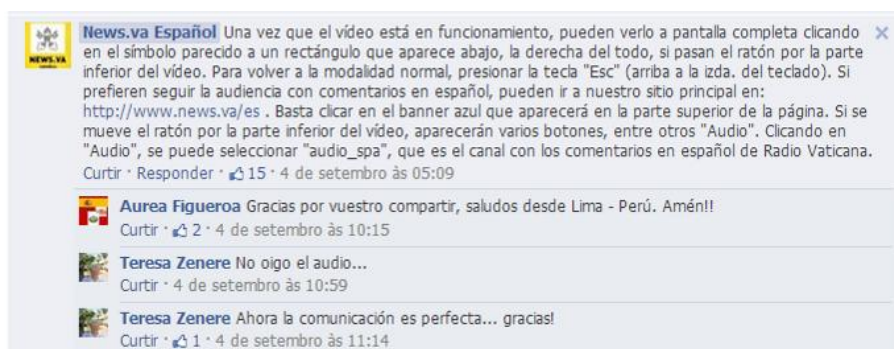 News.va Español Una vez que el vídeo está en funcionamiento, pueden verlo a pantalla completa clicando
en el símbolo parecido a un rectángulo que aparece abajo, la derecha del todo, si pasan el ratón por la parte
inferior del vídeo. Para volver a la modalidad normal, presionar la tecla "Esc" (arriba a la izda. del teclado). Si
prefieren seguir la audiencia con comentarios en español, pueden ir a nuestro sitio principal en:
http://www.news.va/es . Basta clicar en el banner azul que aparecerá en la parte superior de la página. Si se
mueve el ratón por la parte inferior del vídeo, aparecerán varios botones, entre otros "Audio". Clicando en
"Audio", se puede seleccionar "audio_spa", que es el canal con los comentarios en español de Radio Vaticana.
Curtir · Responder · 15 · 4 de setembro às 05:09
NEWS.VA
Aurea Figueroa Gracias por vuestro compartir, saludos desde Lima - Perú. Amén!!
Curtir · 2 · 4 de setembro às 10:15
Teresa Zenere No oigo el audio...
Curtir · 4 de setembro às 10:59
Teresa Zenere Ahora la comunicación es perfecta... gracias!
Curtir · 1 · 4 de setembro às 11:14